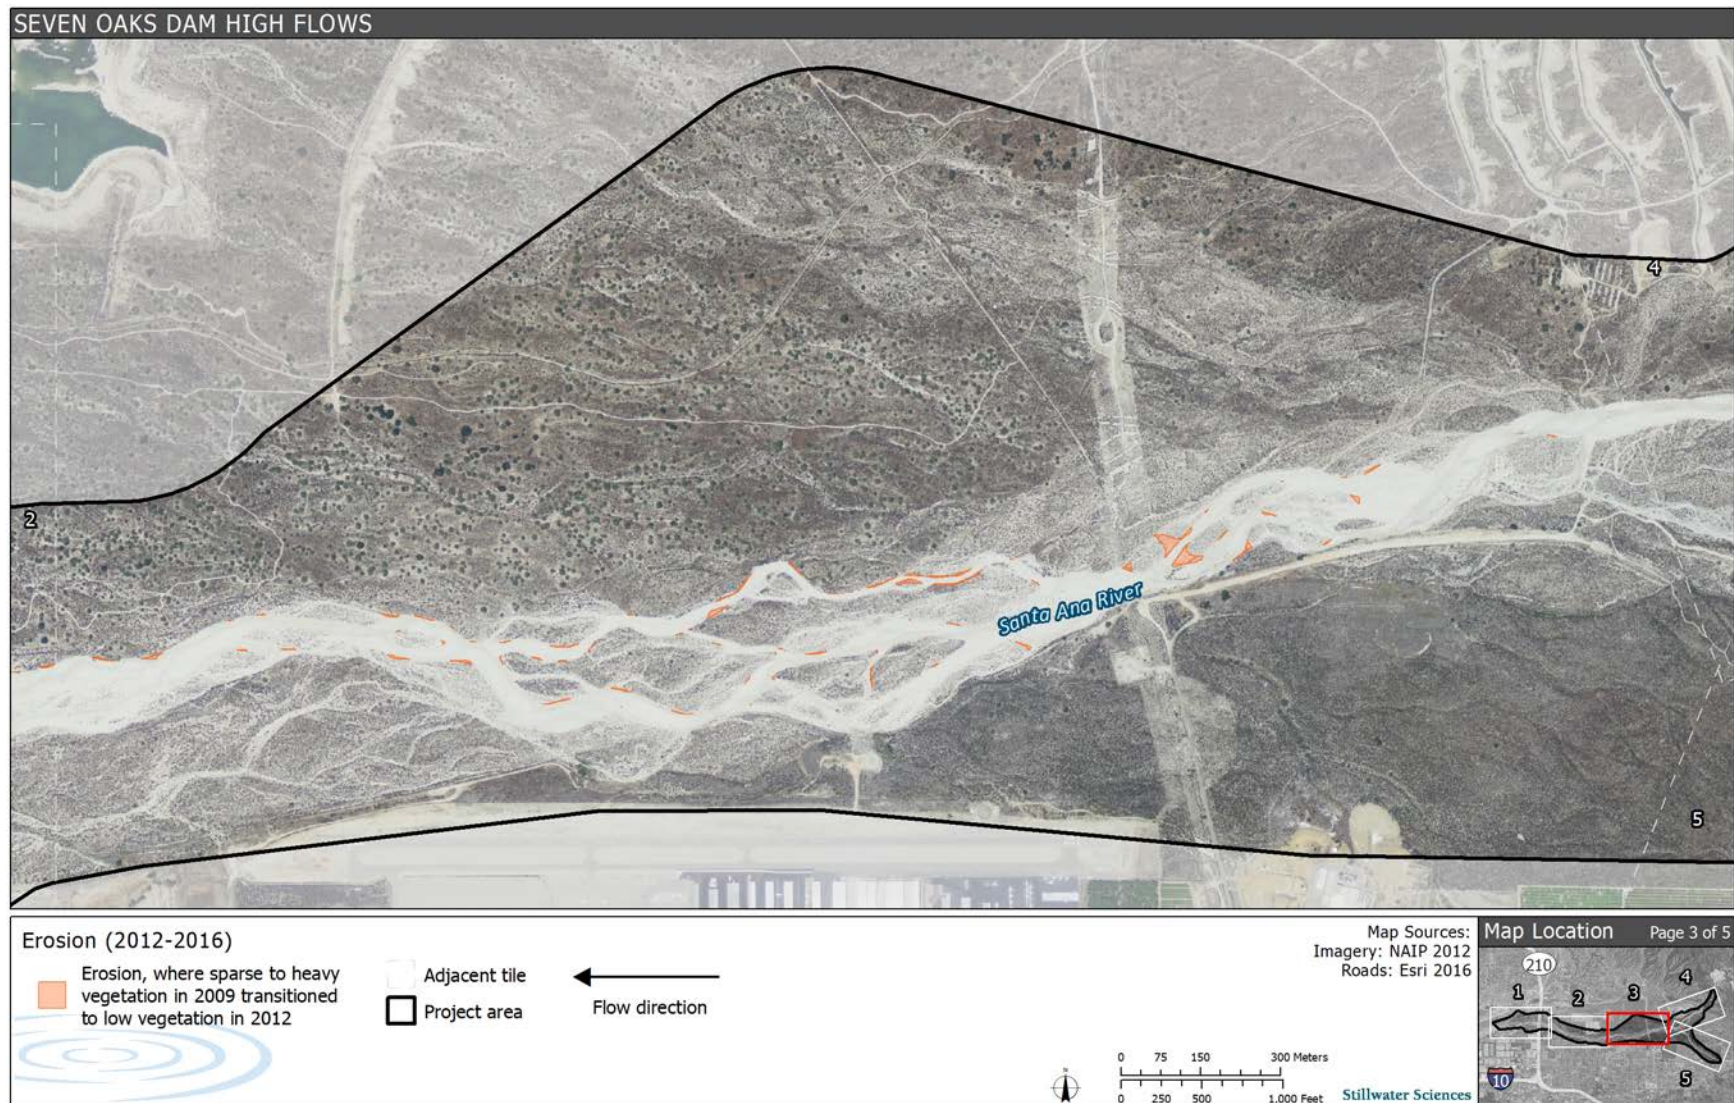 SEVEN OAKS DAM HIGH FLOWS
4
2
Santa Ana River
5
Erosion (2012-2016)
Erosion, where sparse to heavy
vegetation in 2009 transitioned
to low vegetation in 2012
Adjacent tile
Project area
Flow direction
Map Sources:
Imagery: NAIP 2012
Roads: Esri 2016
N
0 75 150 300 Meters
0 250 500 1,000 Feet
Stillwater Sciences
Map Location Page 3 of 5
210
1
2
3
4
5
10